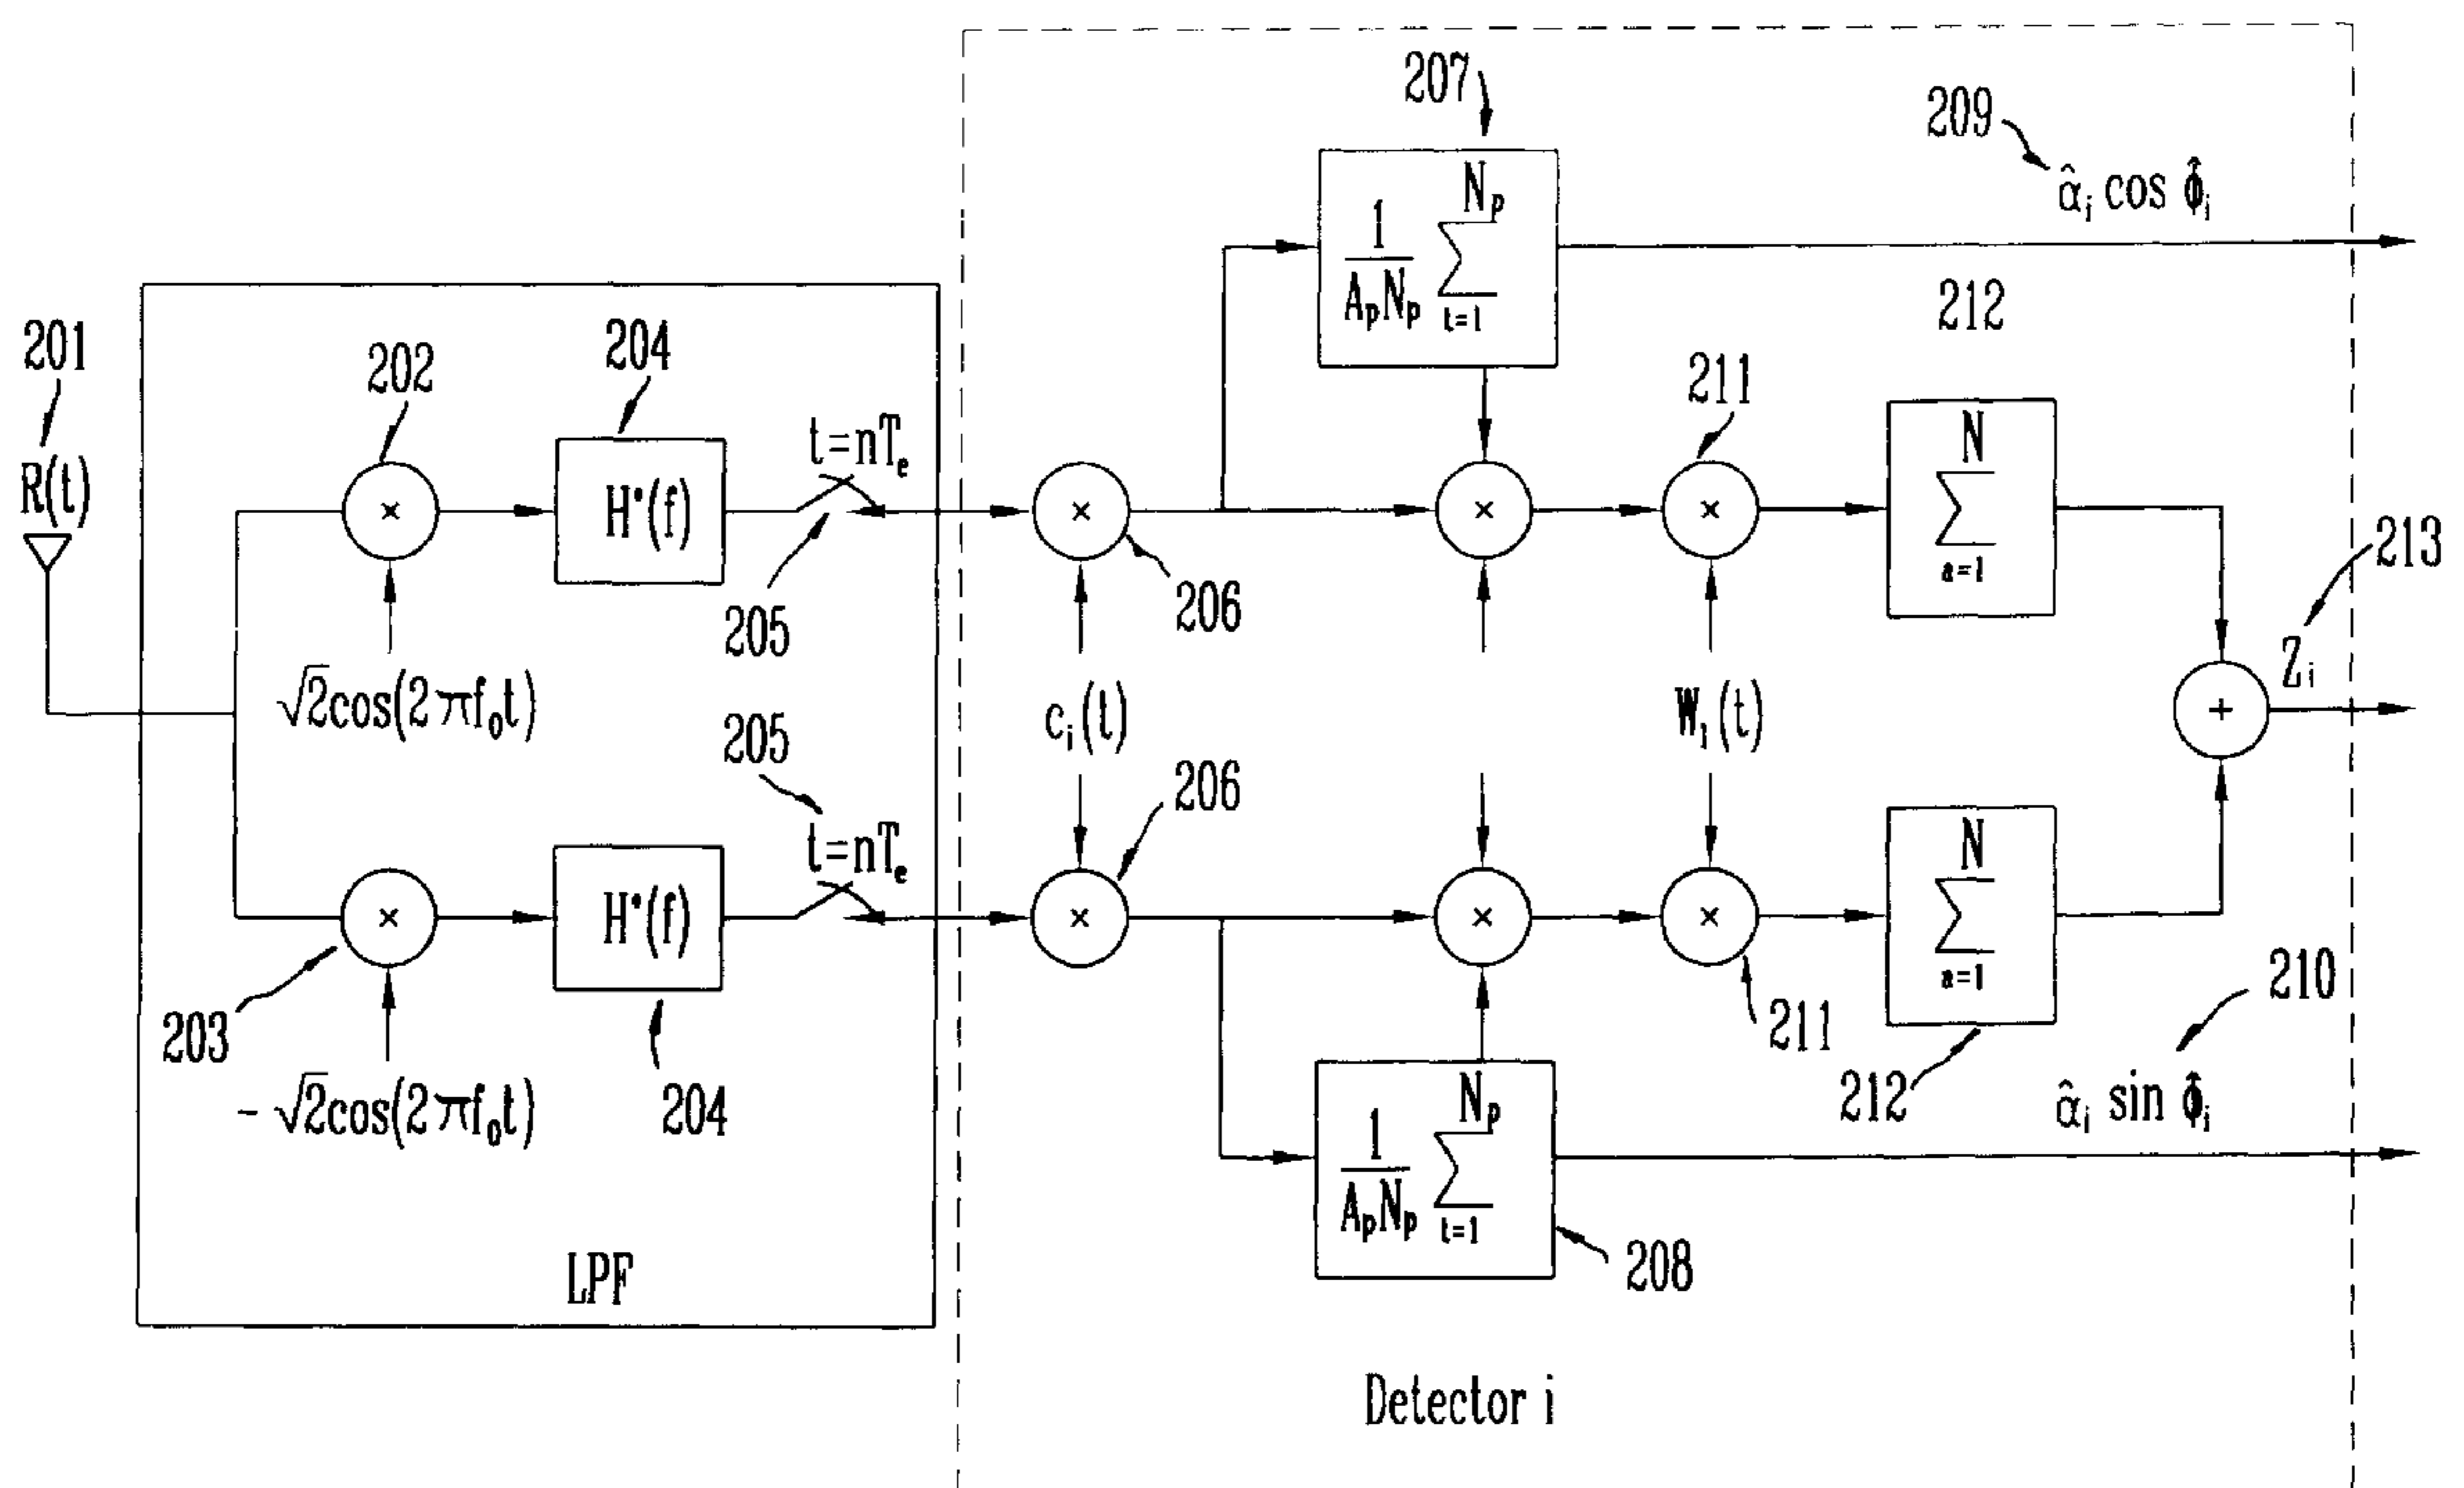 207
209
α̂ᵢ cos φ̂ᵢ
1
AₚNₚ
Nₚ
∑
t=1
212
201
R(t)
202
204
211
t=nTₑ
H*(f)
×
×
×
×
N
∑
n=1
213
205
206
√2cos(2πf₀t)
cᵢ(t)
W₁(t)
Zᵢ
+
205
206
t=nTₑ
×
H*(f)
×
×
×
N
∑
n=1
203
204
211
212
210
-√2cos(2πf₀t)
1
AₚNₚ
Nₚ
∑
t=1
α̂ᵢ sin φ̂ᵢ
208
LPF
Detector i